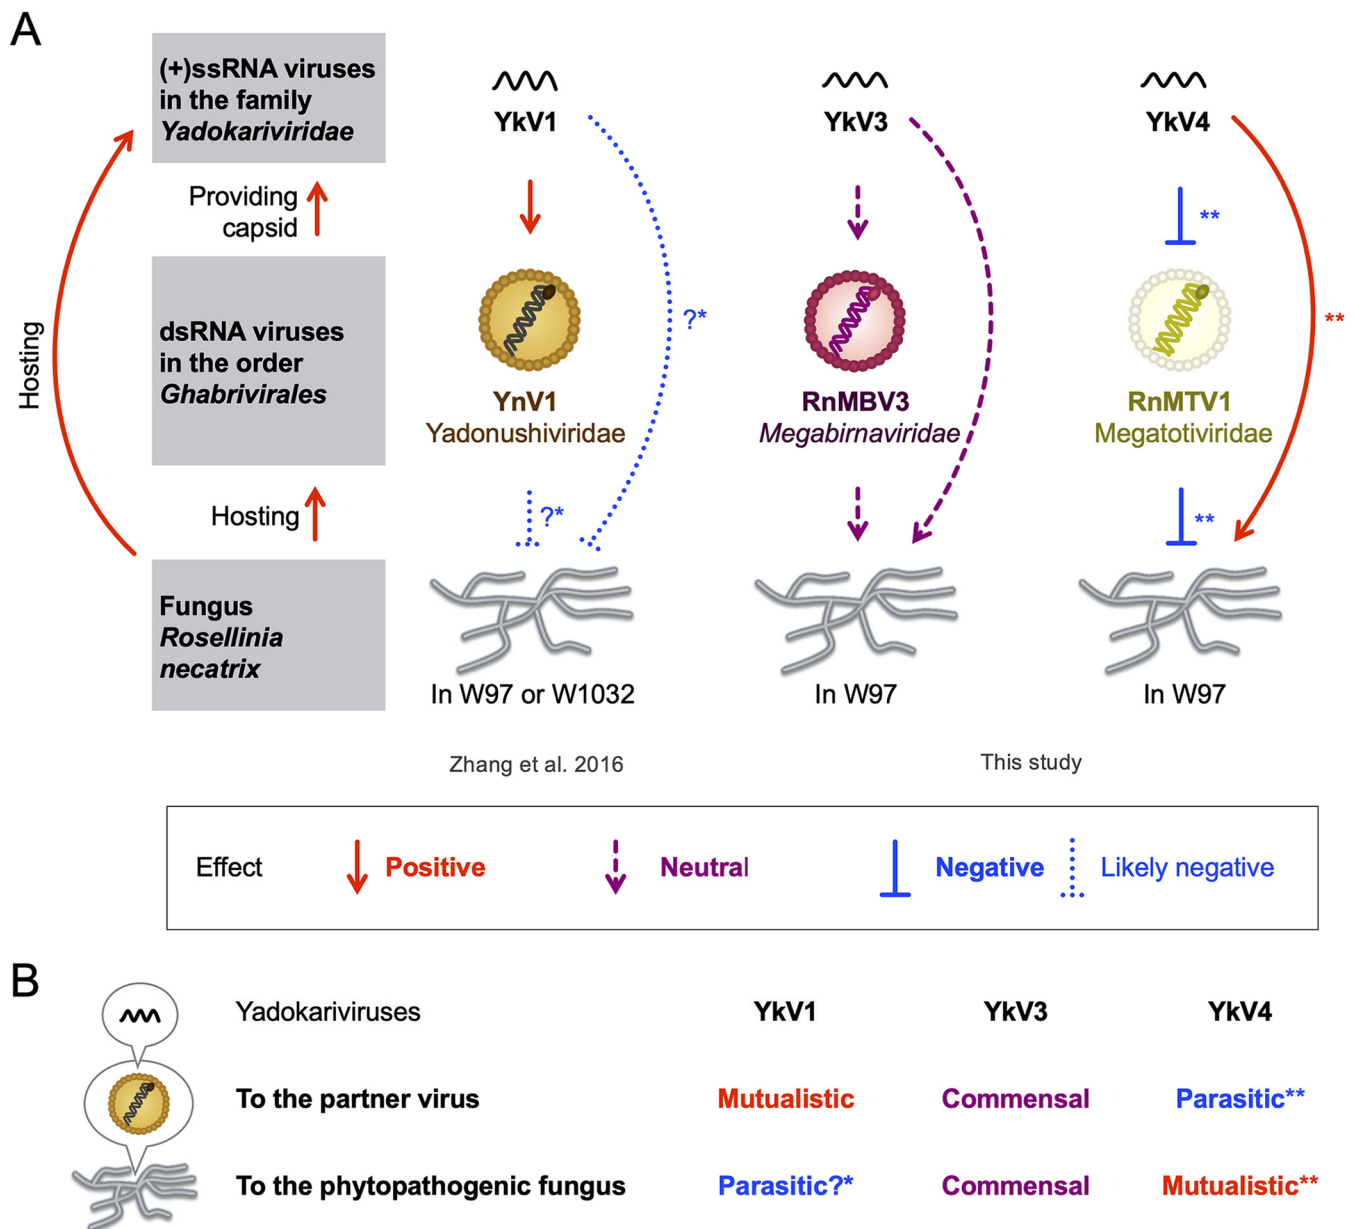 A
(+)ssRNA viruses
in the family
Yadokariviridae
Providing
capsid
Hosting
dsRNA viruses
in the order
Ghabrivirales
Hosting
Fungus
Rosellinia
necatrix
YkV1
?*
YnV1
Yadonushiviridae
?*
In W97 or W1032
YkV3
RnMBV3
Megabirnaviridae
In W97
YkV4
**
**
RnMTV1
Megatotiviridae
**
In W97
Zhang et al. 2016
This study
Effect Positive Neutral Negative Likely negative
B
Yadokariviruses YkV1 YkV3 YkV4
To the partner virus Mutualistic Commensal Parasitic**
To the phytopathogenic fungus Parasitic?* Commensal Mutualistic**